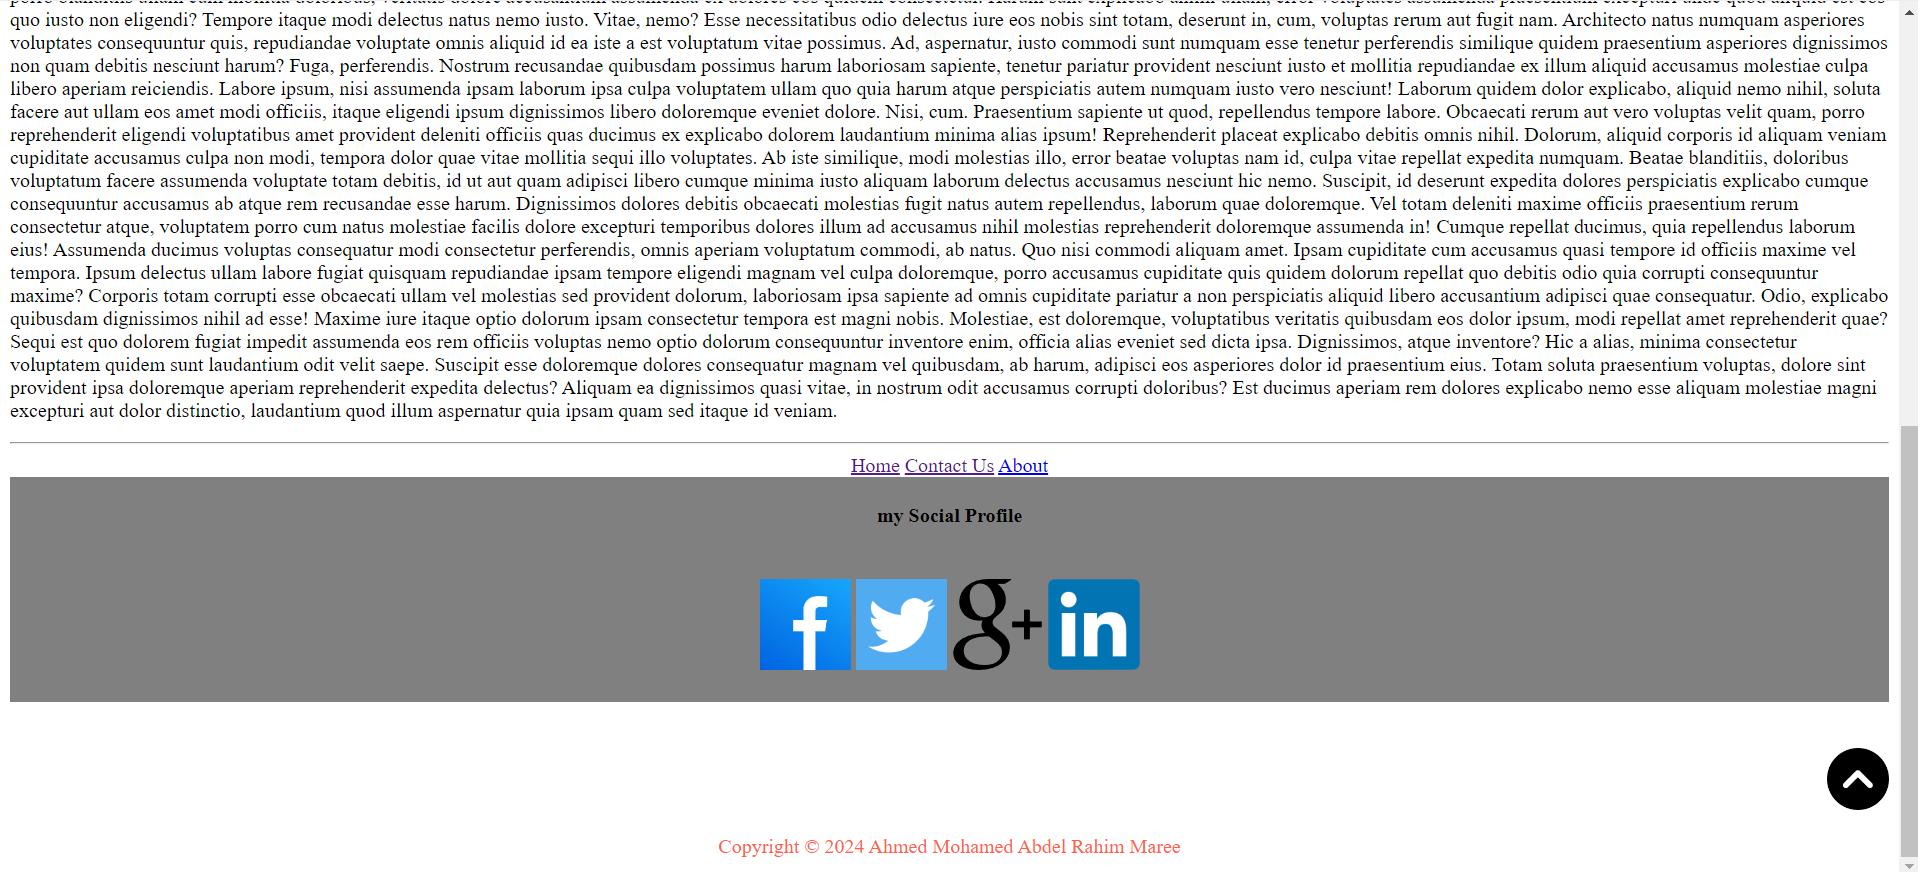 quo iusto non eligendi? Tempore itaque modi delectus natus nemo iusto. Vitae, nemo? Esse necessitatibus odio delectus iure eos nobis sint totam, deserunt in, cum, voluptas rerum aut fugit nam. Architecto natus numquam asperiores
voluptates consequuntur quis, repudiandae voluptate omnis aliquid id ea iste a est voluptatum vitae possimus. Ad, aspernatur, iusto commodi sunt numquam esse tenetur perferendis similique quidem praesentium asperiores dignissimos
non quam debitis nesciunt harum? Fuga, perferendis. Nostrum recusandae quibusdam possimus harum laboriosam sapiente, tenetur pariatur provident nesciunt iusto et mollitia repudiandae ex illum aliquid accusamus molestiae culpa
libero aperiam reiciendis. Labore ipsum, nisi assumenda ipsam laborum ipsa culpa voluptatem ullam quo quia harum atque perspiciatis autem numquam iusto vero nesciunt! Laborum quidem dolor explicabo, aliquid nemo nihil, soluta
facere aut ullam eos amet modi officiis, itaque eligendi ipsum dignissimos libero doloremque eveniet dolore. Nisi, cum. Praesentium sapiente ut quod, repellendus tempore labore. Obcaecati rerum aut vero voluptas velit quam, porro
reprehenderit eligendi voluptatibus amet provident deleniti officiis quas ducimus ex explicabo dolorem laudantium minima alias ipsum! Reprehenderit placeat explicabo debitis omnis nihil. Dolorum, aliquid corporis id aliquam veniam
cupiditate accusamus culpa non modi, tempora dolor quae vitae mollitia sequi illo voluptates. Ab iste similique, modi molestias illo, error beatae voluptas nam id, culpa vitae repellat expedita numquam. Beatae blanditiis, doloribus
voluptatum facere assumenda voluptate totam debitis, id ut aut quam adipisci libero cumque minima iusto aliquam laborum delectus accusamus nesciunt hic nemo. Suscipit, id deserunt expedita dolores perspiciatis explicabo cumque
consequuntur accusamus ab atque rem recusandae esse harum. Dignissimos dolores debitis obcaecati molestias fugit natus autem repellendus, laborum quae doloremque. Vel totam deleniti maxime officiis praesentium rerum
consectetur atque, voluptatem porro cum natus molestiae facilis dolore excepturi temporibus dolores illum ad accusamus nihil molestias reprehenderit doloremque assumenda in! Cumque repellat ducimus, quia repellendus laborum
eius! Assumenda ducimus voluptas consequatur modi consectetur perferendis, omnis aperiam voluptatum commodi, ab natus. Quo nisi commodi aliquam amet. Ipsam cupiditate cum accusamus quasi tempore id officiis maxime vel
tempora. Ipsum delectus ullam labore fugiat quisquam repudiandae ipsam tempore eligendi magnam vel culpa doloremque, porro accusamus cupiditate quis quidem dolorum repellat quo debitis odio quia corrupti consequuntur
maxime? Corporis totam corrupti esse obcaecati ullam vel molestias sed provident dolorum, laboriosam ipsa sapiente ad omnis cupiditate pariatur a non perspiciatis aliquid libero accusantium adipisci quae consequatur. Odio, explicabo
quibusdam dignissimos nihil ad esse! Maxime iure itaque optio dolorum ipsam consectetur tempora est magni nobis. Molestiae, est doloremque, voluptatibus veritatis quibusdam eos dolor ipsum, modi repellat amet reprehenderit quae?
Sequi est quo dolorem fugiat impedit assumenda eos rem officiis voluptas nemo optio dolorum consequuntur inventore enim, officia alias eveniet sed dicta ipsa. Dignissimos, atque inventore? Hic a alias, minima consectetur
voluptatem quidem sunt laudantium odit velit saepe. Suscipit esse doloremque dolores consequatur magnam vel quibusdam, ab harum, adipisci eos asperiores dolor id praesentium eius. Totam soluta praesentium voluptas, dolore sint
provident ipsa doloremque aperiam reprehenderit expedita delectus? Aliquam ea dignissimos quasi vitae, in nostrum odit accusamus corrupti doloribus? Est ducimus aperiam rem dolores explicabo nemo esse aliquam molestiae magni
excepturi aut dolor distinctio, laudantium quod illum aspernatur quia ipsam quam sed itaque id veniam.
Home Contact Us About
my Social Profile
f g+ in
Copyright © 2024 Ahmed Mohamed Abdel Rahim Maree